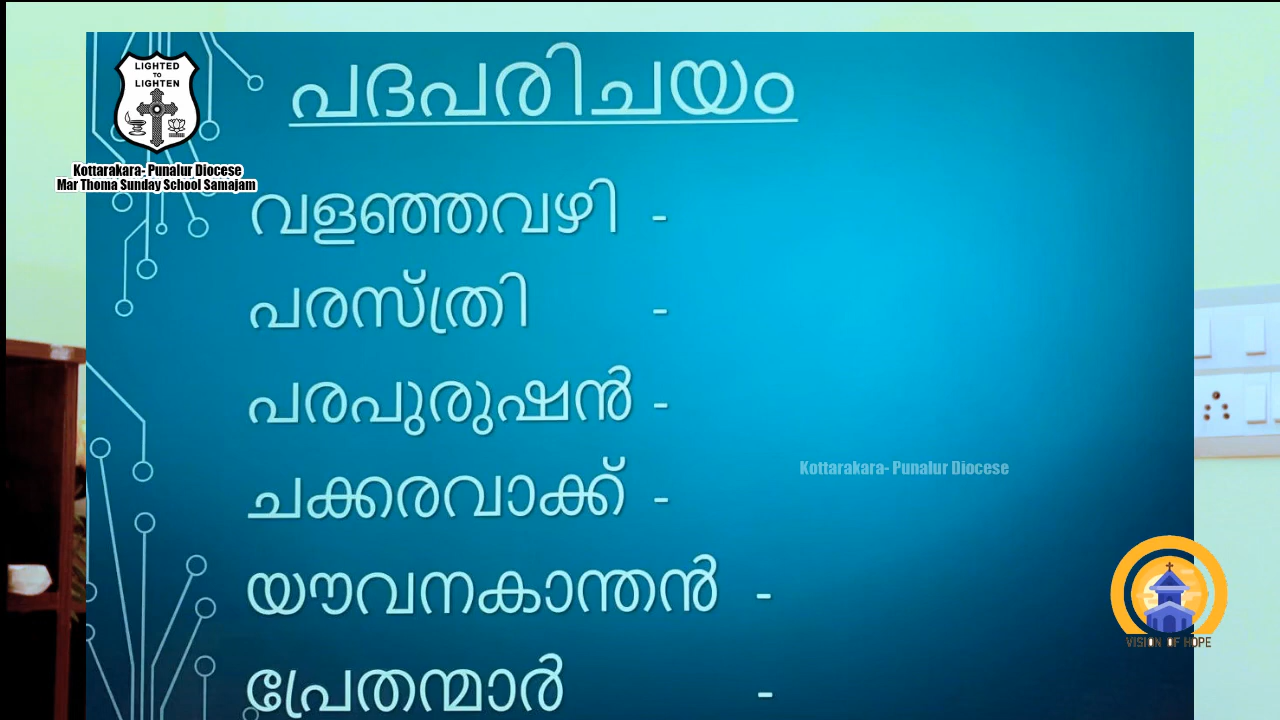 LIGHTED
TO
LIGHTEN
Kottarakara- Punalur Diocese
Mar Thoma Sunday School Samajam
പദപരിചയം
വളഞ്ഞവഴി -
പരസ്ത്രി -
പരപുരുഷൻ -
ചക്കരവാക്ക് -
യൗവനകാന്തൻ -
പ്രേതന്മാർ -
Kottarakara- Punalur Diocese
VISION OF HOPE